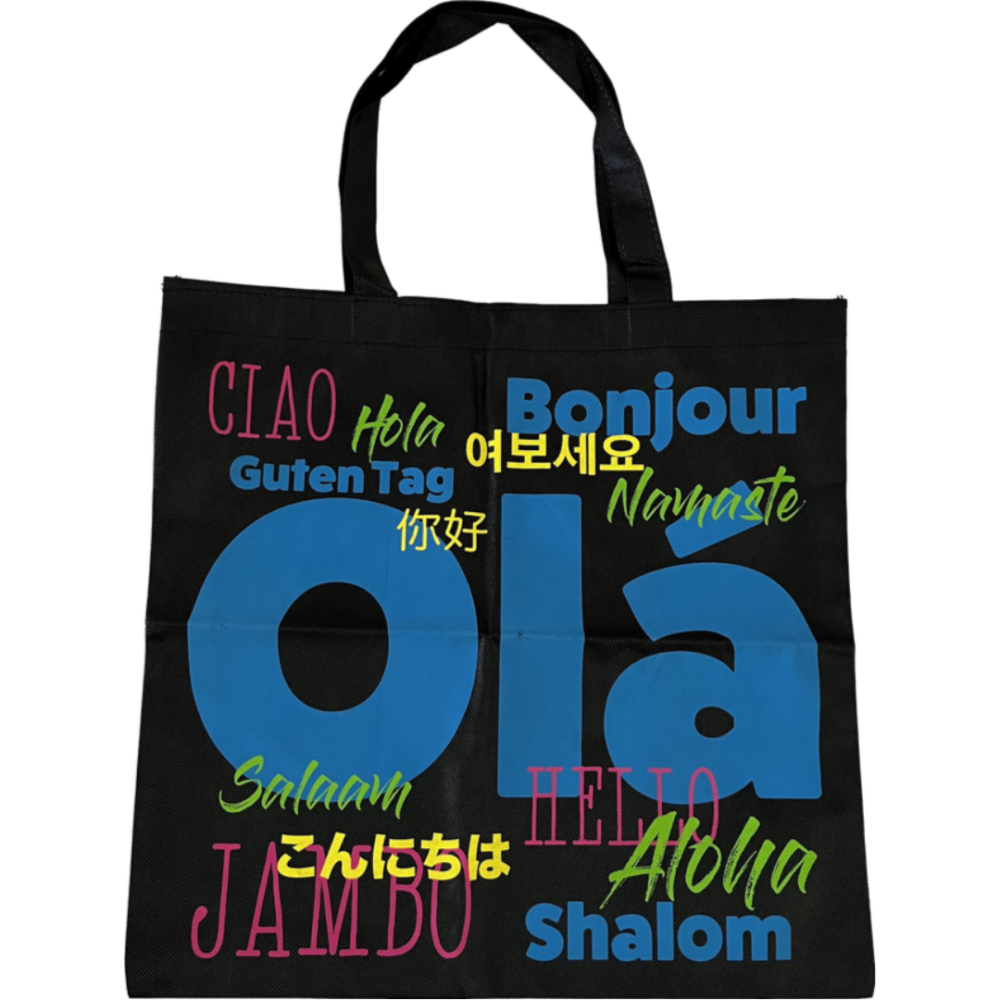 CIAO
Hola
Bonjour
여보세요
Guten Tag
Namaste
你好
Olá
Salaam
HELLO
こんにちは
JAMBO
Aloha
Shalom